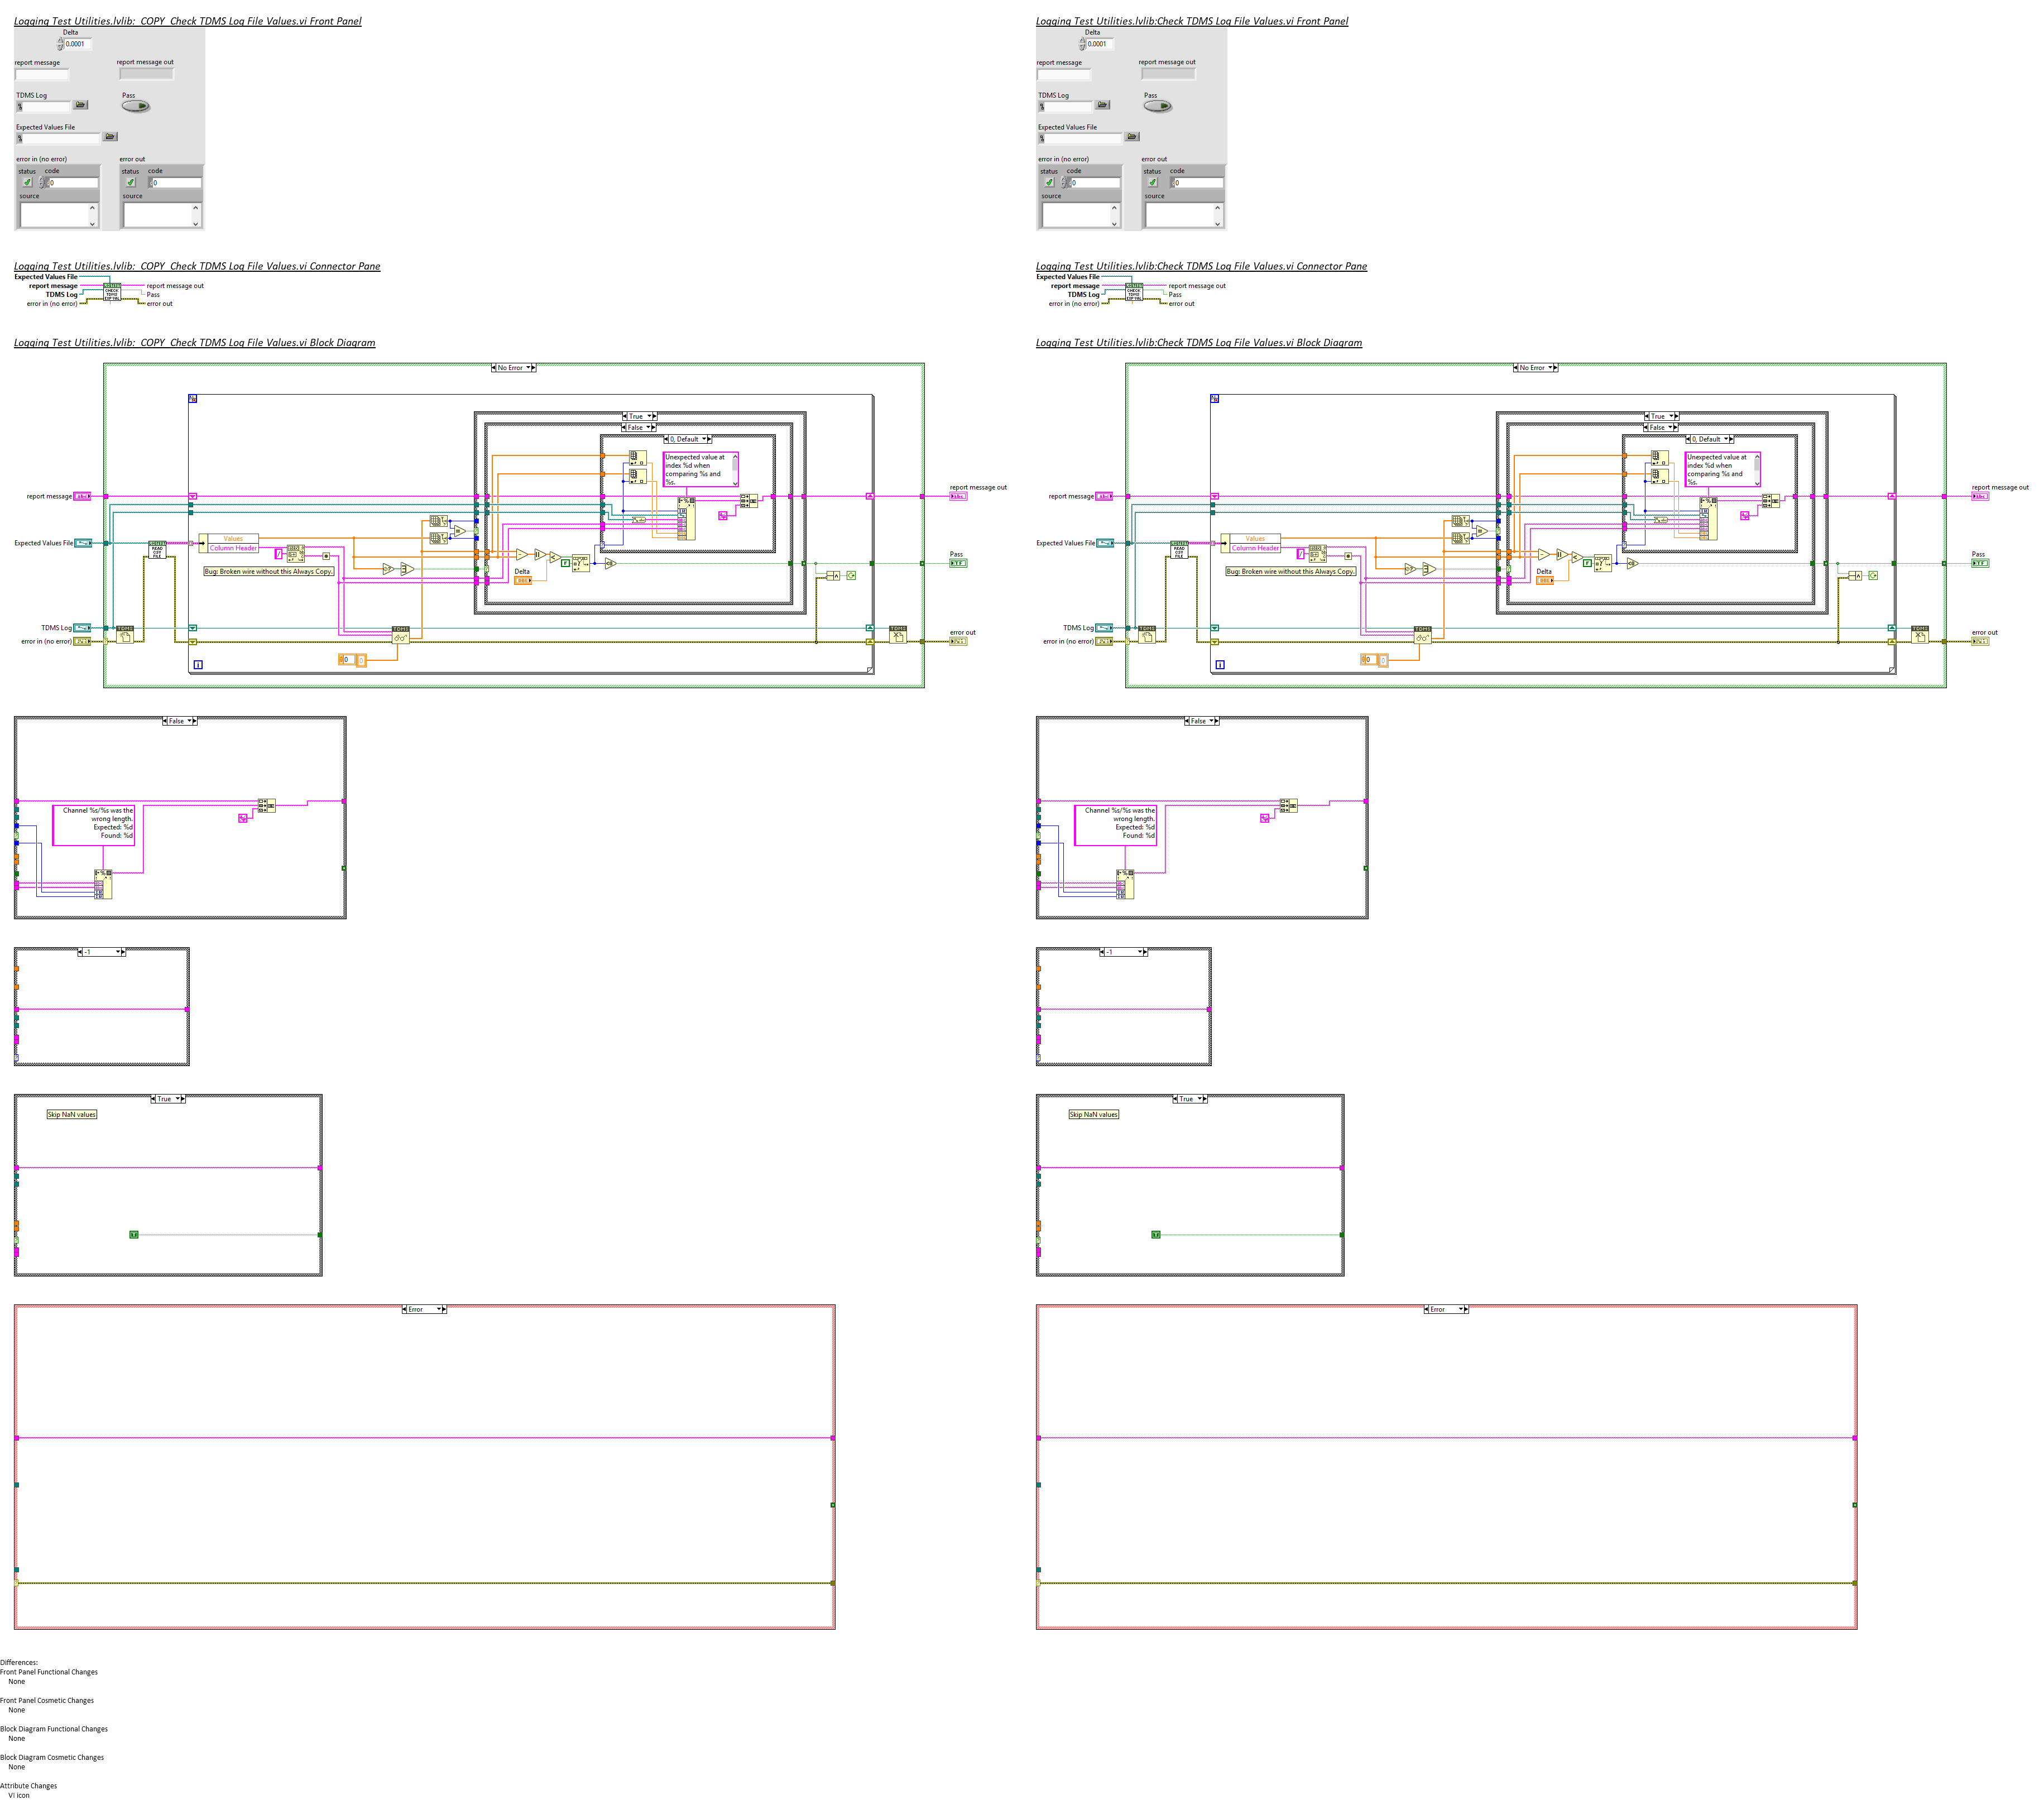 Logging Test Utilities.lvlib:_COPY_Check TDMS Log File Values.vi Front Panel
Delta
0.0001
report message
report message out
TDMS Log
Pass
Expected Values File
error in (no error)
error out
status
code
0
status
code
0
source
source
Logging Test Utilities.lvlib:_COPY_Check TDMS Log File Values.vi Connector Pane
Expected Values File
report message
TDMS Log
error in (no error)
report message out
Pass
error out
Logging Test Utilities.lvlib:_COPY_Check TDMS Log File Values.vi Block Diagram
No Error
True
False
0, Default
Unexpected value at
index %d when
comparing %s and
%s.
report message
report message out
Expected Values File
READ
CSV
FILE
Values
Column Header
Bug: Broken wire without this Always Copy.
Delta
Pass
TDMS Log
TDMS
TDMS
TDMS
error in (no error)
error out
0
False
Channel %s/%s was the
wrong length.
Expected: %d
Found: %d
-1
True
Skip NaN values
Error
Logging Test Utilities.lvlib:Check TDMS Log File Values.vi Front Panel
Delta
0.0001
report message
report message out
TDMS Log
Pass
Expected Values File
error in (no error)
error out
status
code
0
status
code
0
source
source
Logging Test Utilities.lvlib:Check TDMS Log File Values.vi Connector Pane
Expected Values File
report message
TDMS Log
error in (no error)
report message out
Pass
error out
Logging Test Utilities.lvlib:Check TDMS Log File Values.vi Block Diagram
No Error
True
False
0, Default
Unexpected value at
index %d when
comparing %s and
%s.
report message
report message out
Expected Values File
READ
CSV
FILE
Values
Column Header
Bug: Broken wire without this Always Copy.
Delta
Pass
TDMS Log
TDMS
TDMS
TDMS
error in (no error)
error out
0
False
Channel %s/%s was the
wrong length.
Expected: %d
Found: %d
-1
True
Skip NaN values
Error
Differences:
Front Panel Functional Changes
None
Front Panel Cosmetic Changes
None
Block Diagram Functional Changes
None
Block Diagram Cosmetic Changes
None
Attribute Changes
VI icon